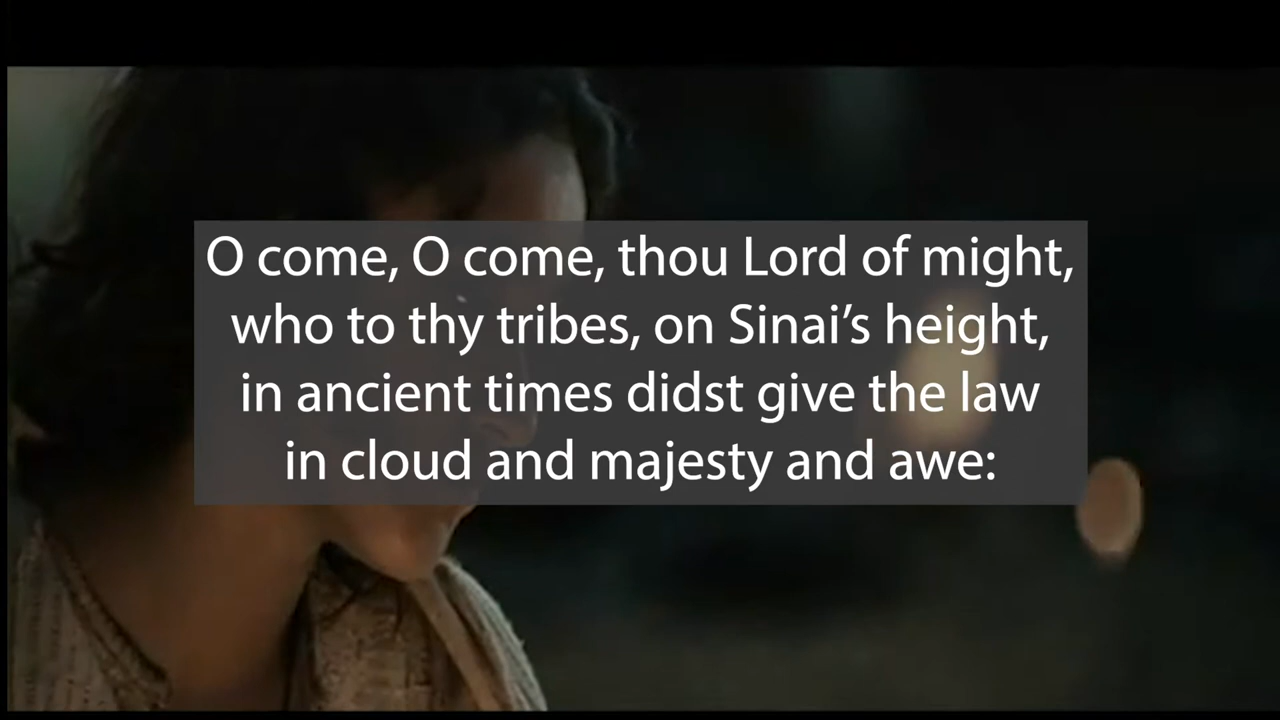 O come, O come, thou Lord of might,
who to thy tribes, on Sinai’s height,
in ancient times didst give the law
in cloud and majesty and awe: